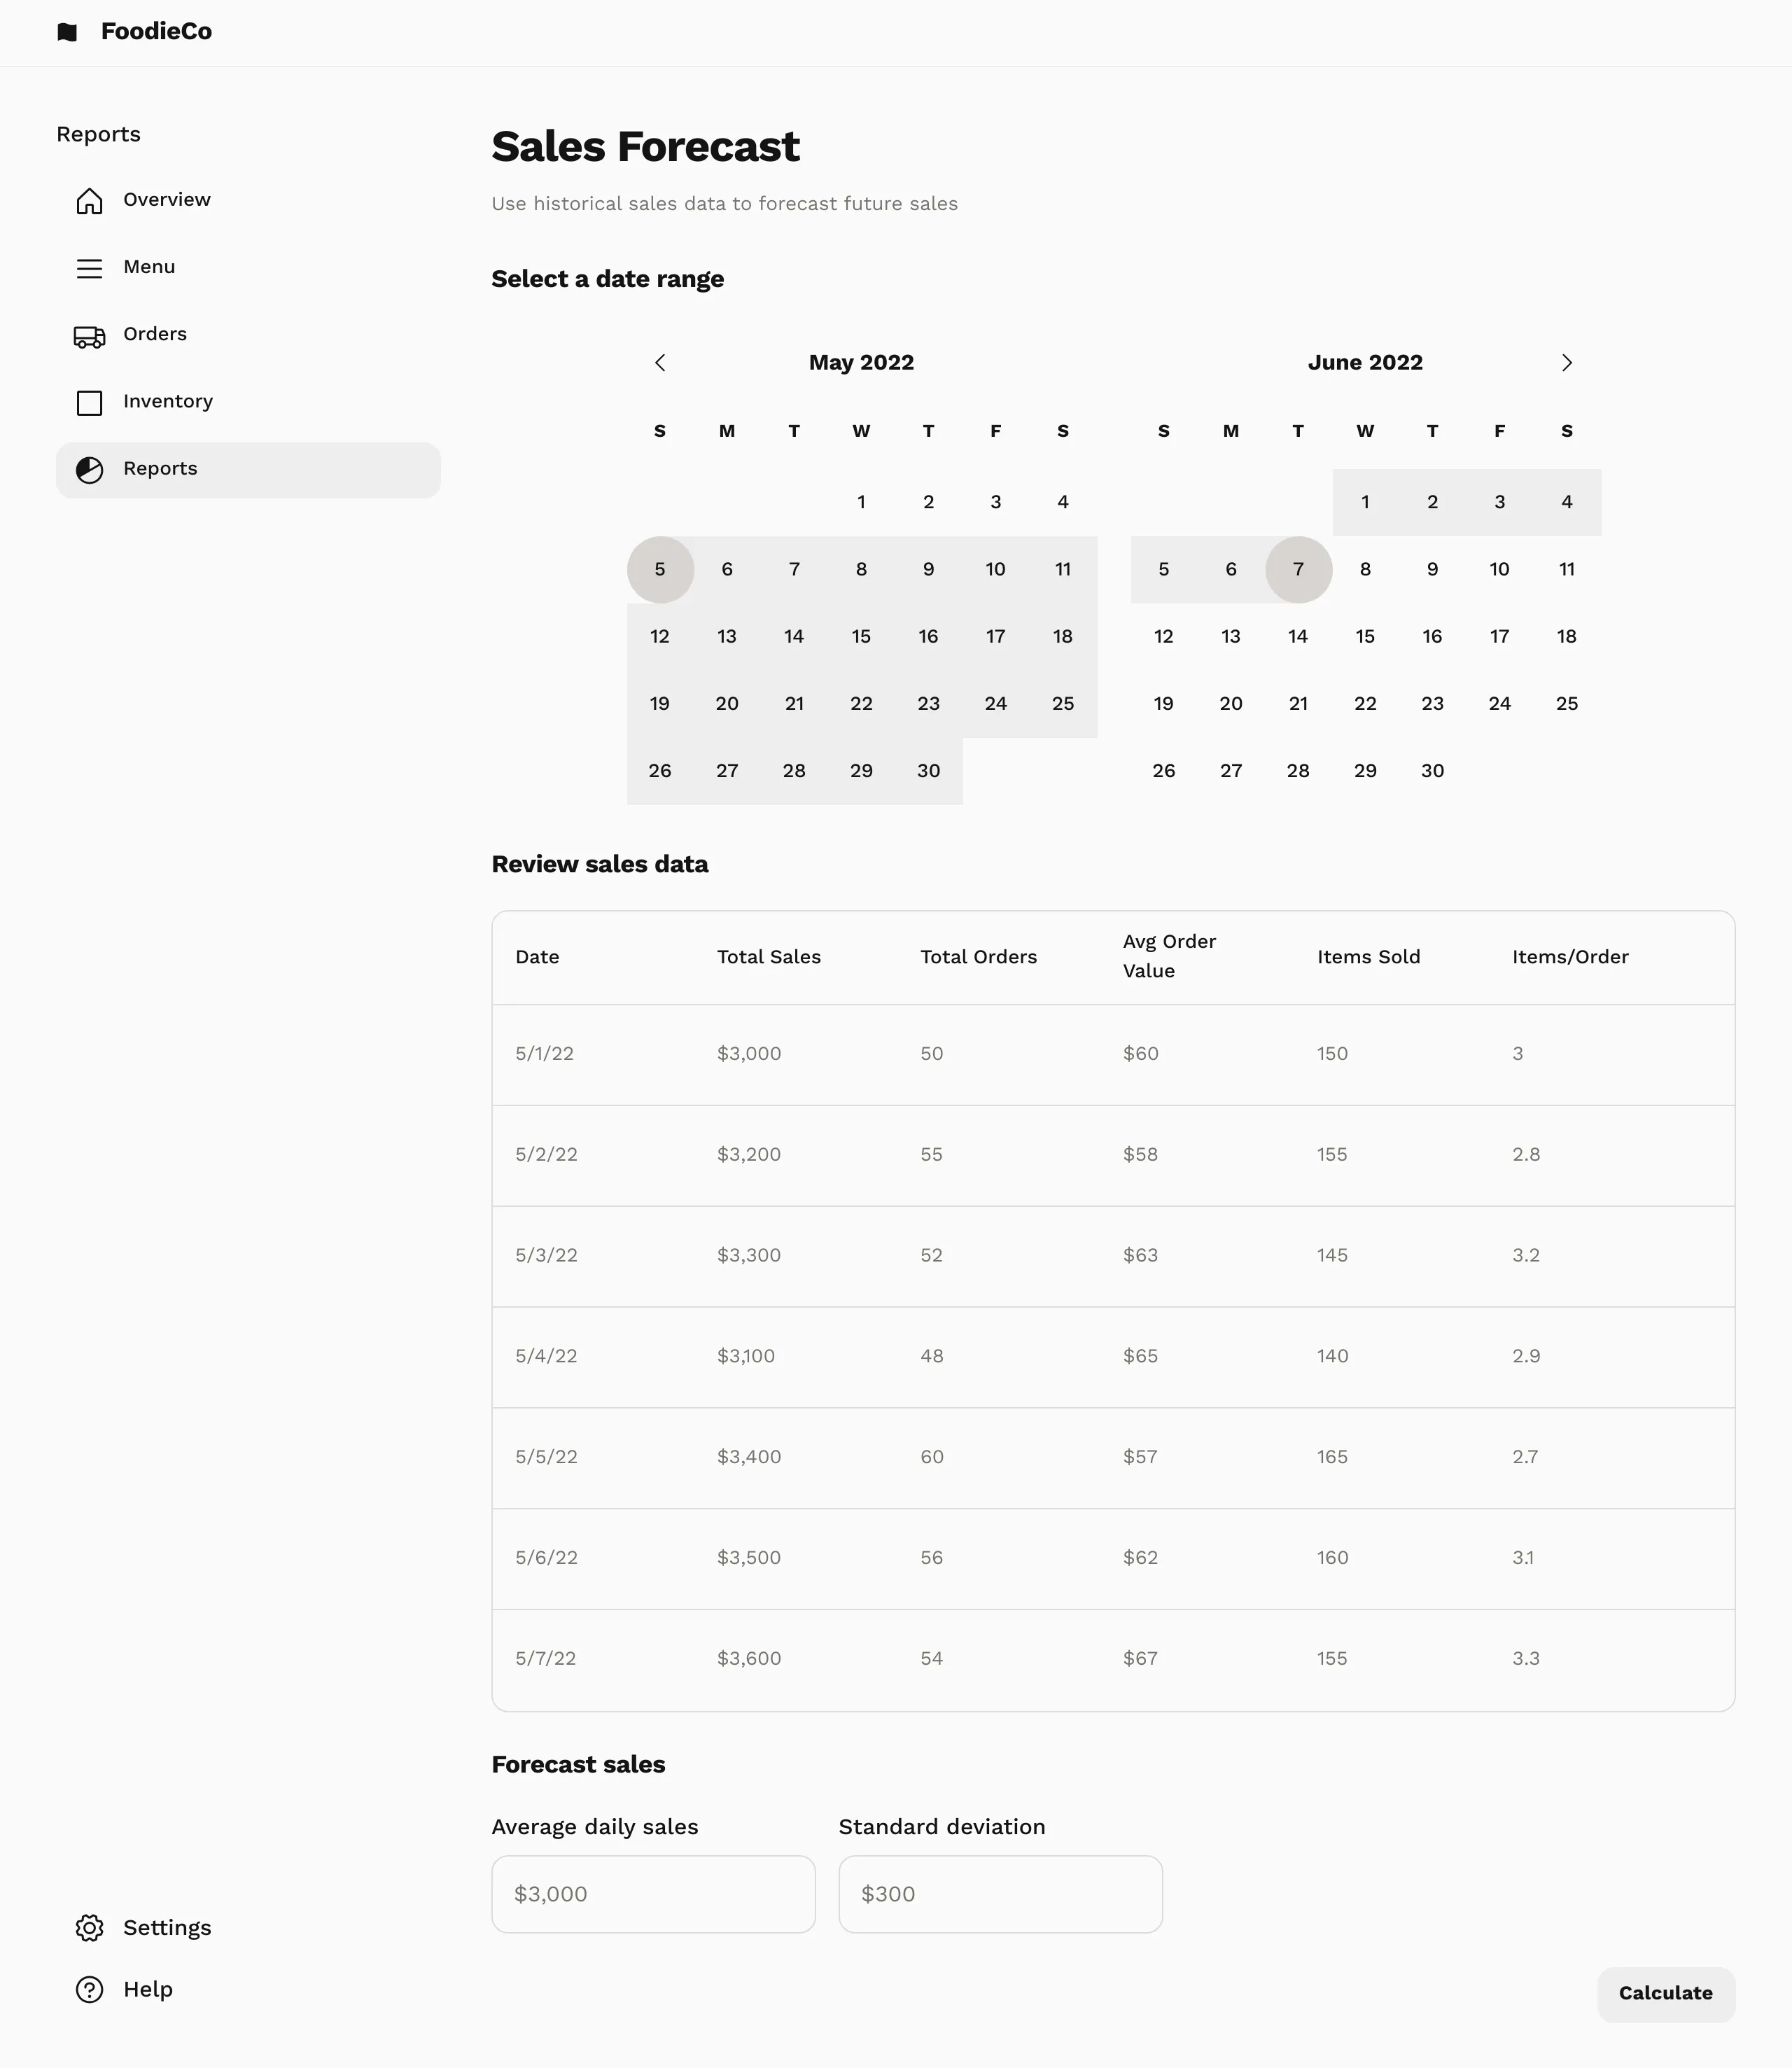 FoodieCo
Reports
Overview
Menu
Orders
Inventory
Reports
Settings
Help
Sales Forecast
Use historical sales data to forecast future sales
Select a date range
May 2022
S M T W T F S
1 2 3 4
5 6 7 8 9 10 11
12 13 14 15 16 17 18
19 20 21 22 23 24 25
26 27 28 29 30
June 2022
S M T W T F S
1 2 3 4
5 6 7 8 9 10 11
12 13 14 15 16 17 18
19 20 21 22 23 24 25
26 27 28 29 30
Review sales data
Date Total Sales Total Orders Avg Order Value Items Sold Items/Order
5/1/22 $3,000 50 $60 150 3
5/2/22 $3,200 55 $58 155 2.8
5/3/22 $3,300 52 $63 145 3.2
5/4/22 $3,100 48 $65 140 2.9
5/5/22 $3,400 60 $57 165 2.7
5/6/22 $3,500 56 $62 160 3.1
5/7/22 $3,600 54 $67 155 3.3
Forecast sales
Average daily sales Standard deviation
$3,000 $300
Calculate